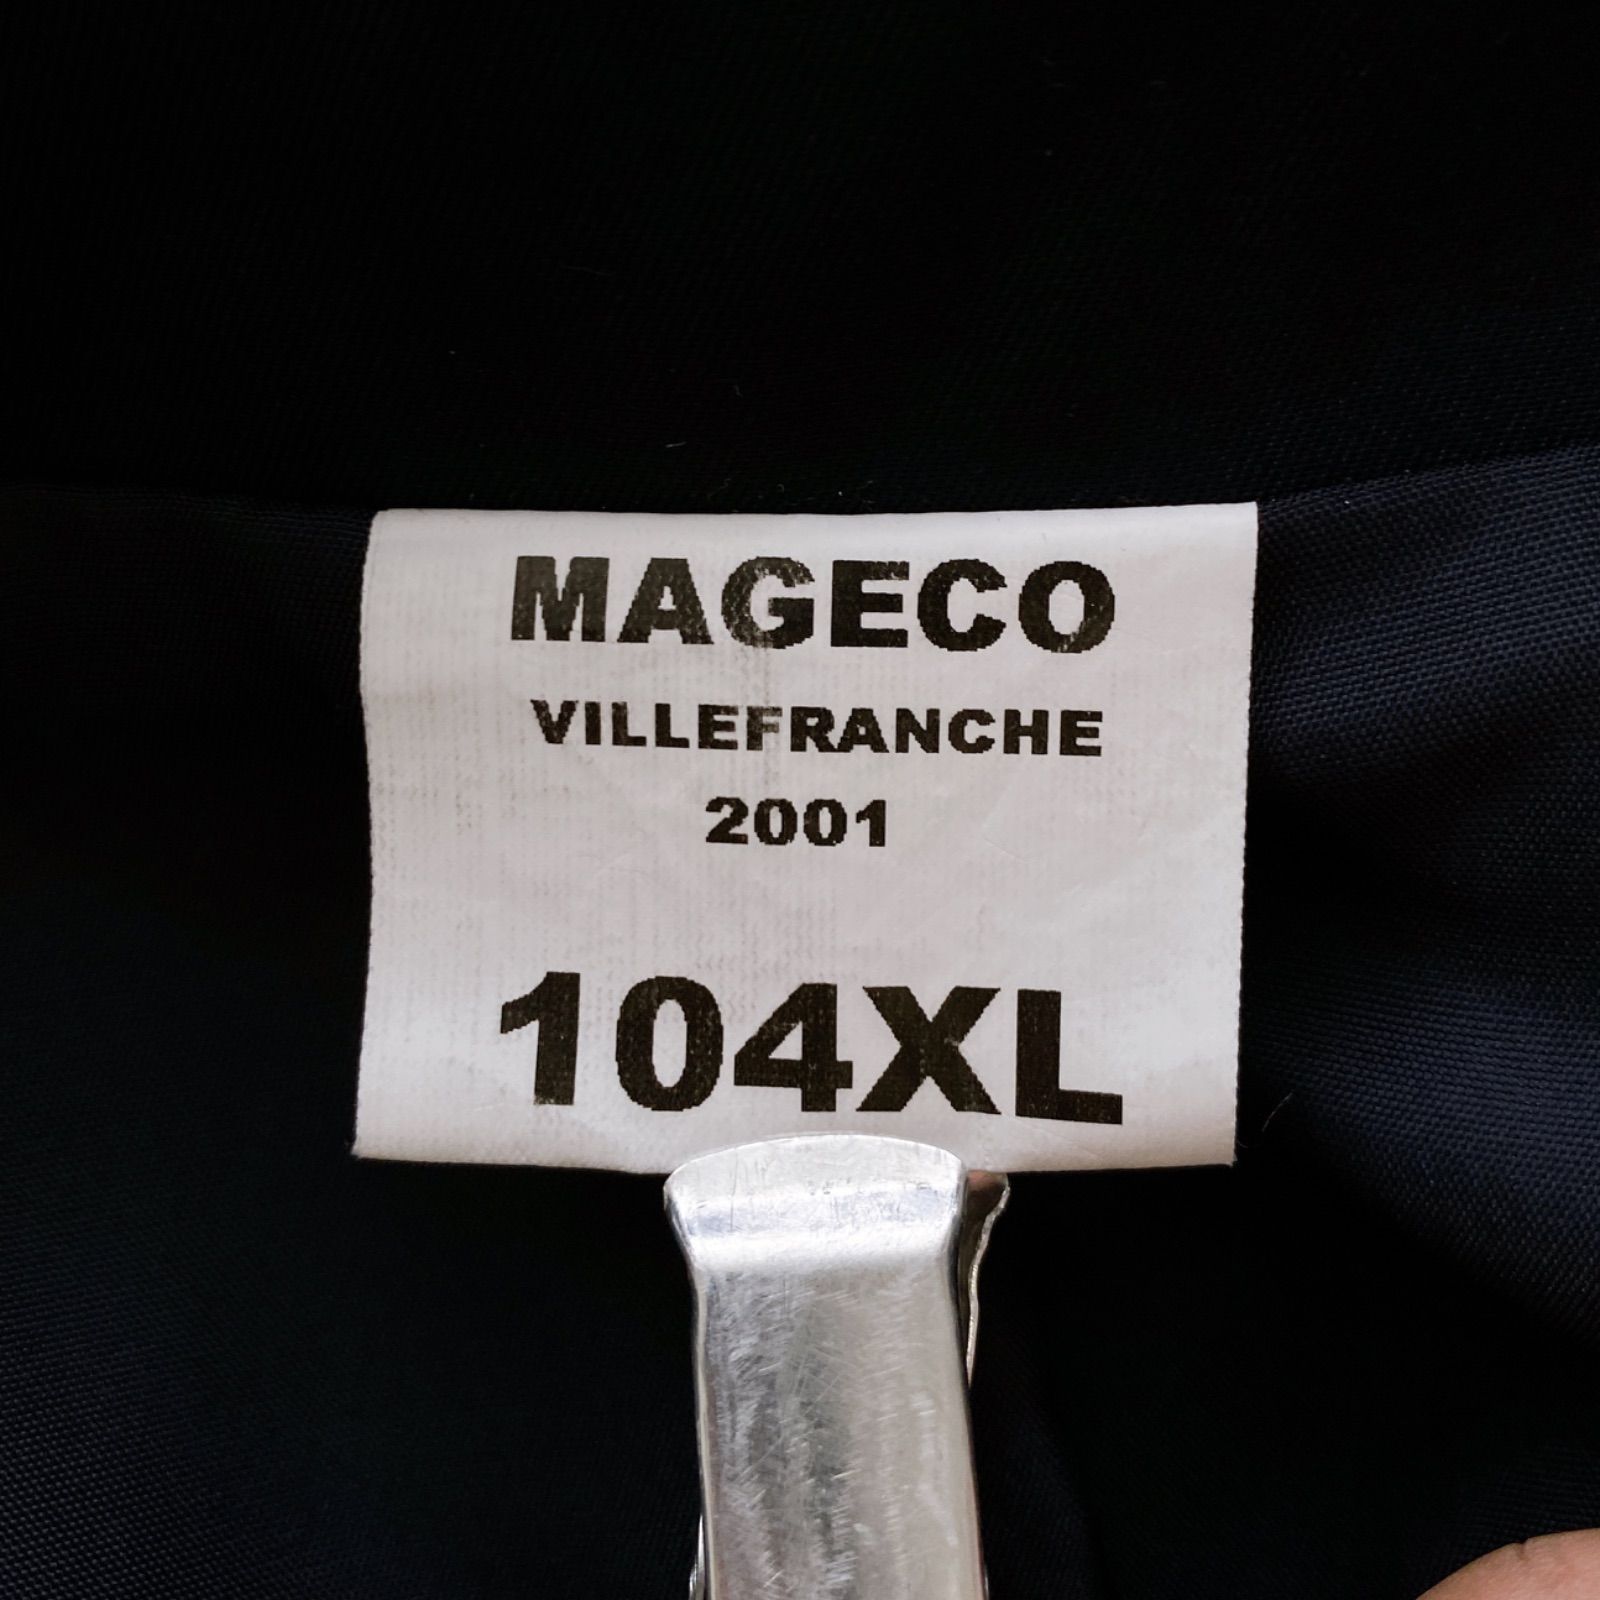 MAGECO
VILLEFRANCHE
2001
104XL